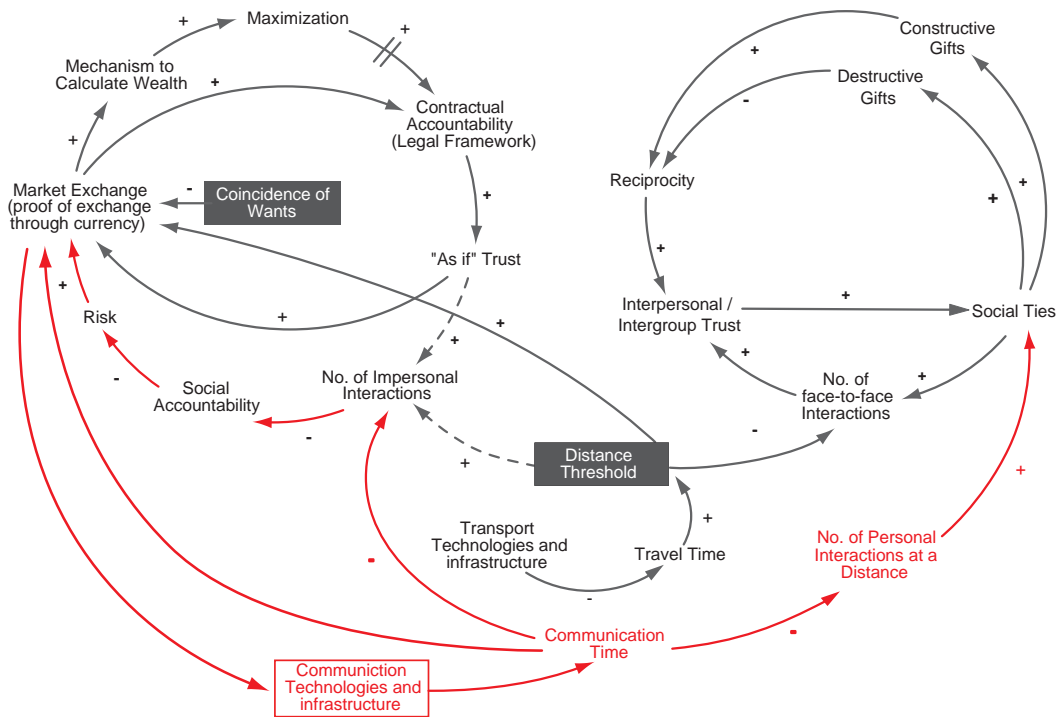 Maximization
+
+
Mechanism to
Calculate Wealth
+
+
Contractual
Accountability
(Legal Framework)
+
Market Exchange
(proof of exchange
through currency)
-
Coincidence of
Wants
"As if" Trust
+
+
+
+
Risk
-
Social
Accountability
-
No. of Impersonal
Interactions
+
Distance
Threshold
-
Transport
Technologies and
infrastructure
-
Travel Time
+
-
Communication
Time
-
Communiction
Technologies and
infrastructure
Constructive
Gifts
+
Destructive
Gifts
-
Reciprocity
+
+
+
Interpersonal /
Intergroup Trust
+
Social Ties
+
+
No. of
face-to-face
Interactions
+
No. of Personal
Interactions at a
Distance